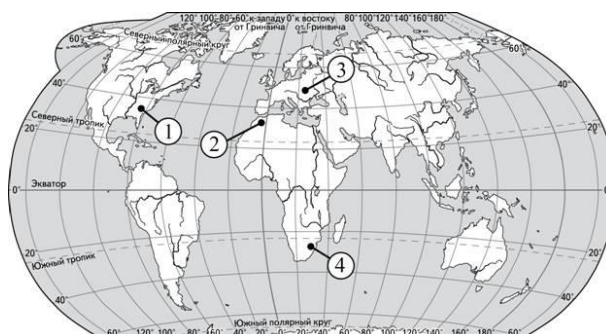 120° 100° 80° 60° к западу 0° к востоку 80° 100° 120° 140° 160° 180°
от Гринвича от Гринвича
Северный полярный круг
60° 60°
40° 40°
3
1
2
Северный тропик
20° 20°
Экватор
0° 0°
4
20° 20°
Южный тропик
40° 40°
Южный полярный круг
60° 120° 100° 80° 60° 40° 20° 0° 20° 40° 60° 80° 100° 120° 140° 160° 60°